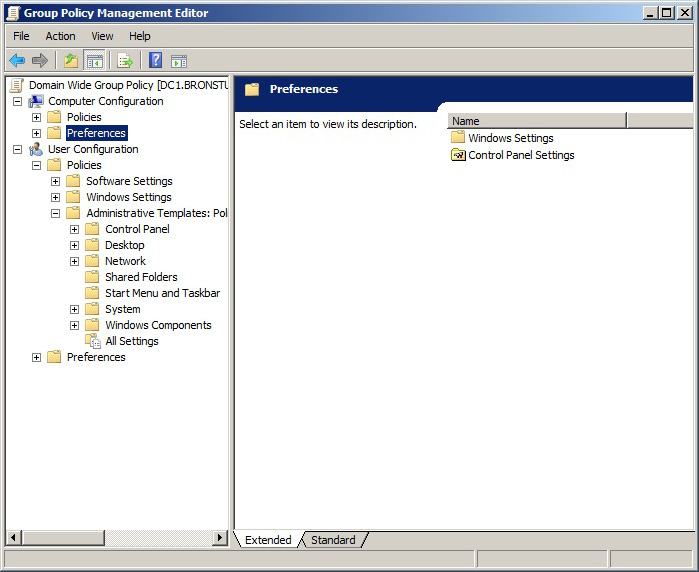 Group Policy Management Editor
File Action View Help
Domain Wide Group Policy [DC1.BRONSTU
Computer Configuration
Policies
Preferences
User Configuration
Policies
Software Settings
Windows Settings
Administrative Templates: Pol
Control Panel
Desktop
Network
Shared Folders
Start Menu and Taskbar
System
Windows Components
All Settings
Preferences
Preferences
Select an item to view its description.
Name
Windows Settings
Control Panel Settings
Extended Standard